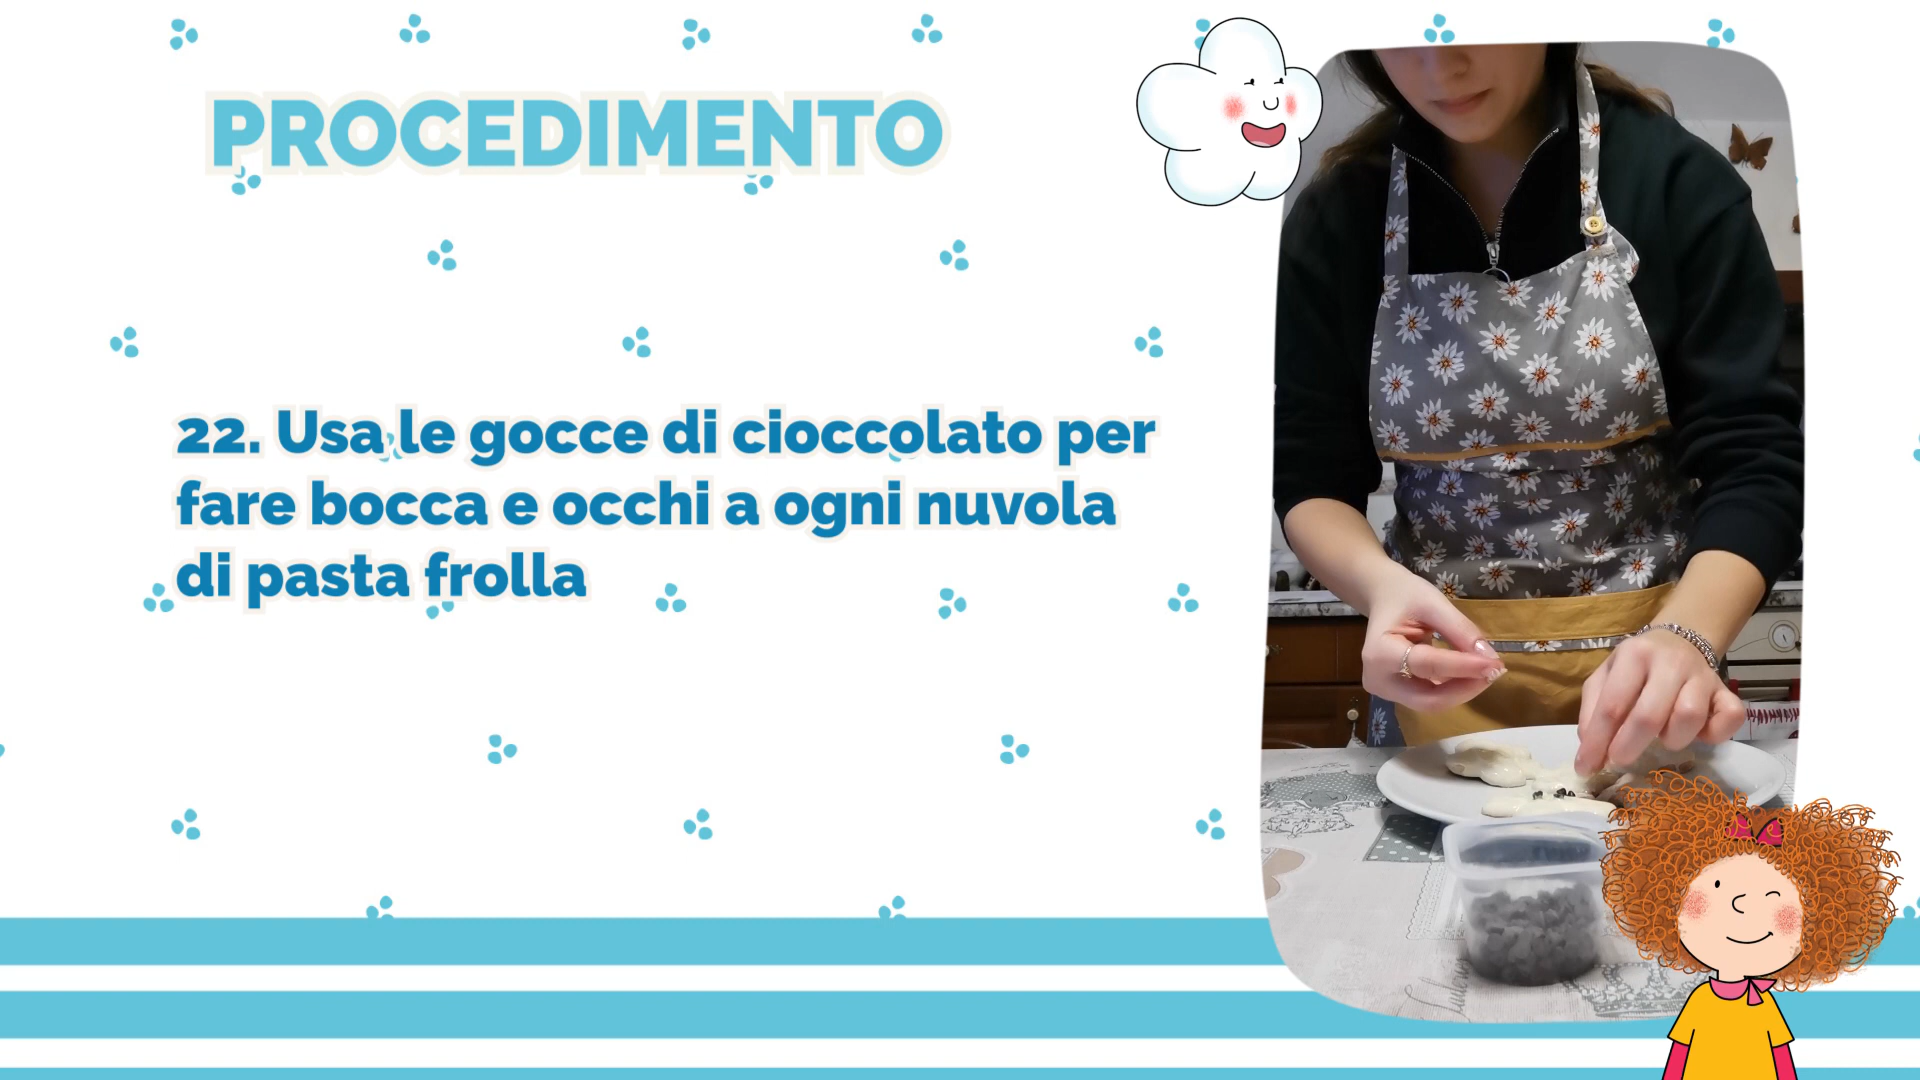 PROCEDIMENTO
22. Usa le gocce di cioccolato per
fare bocca e occhi a ogni nuvola
di pasta frolla